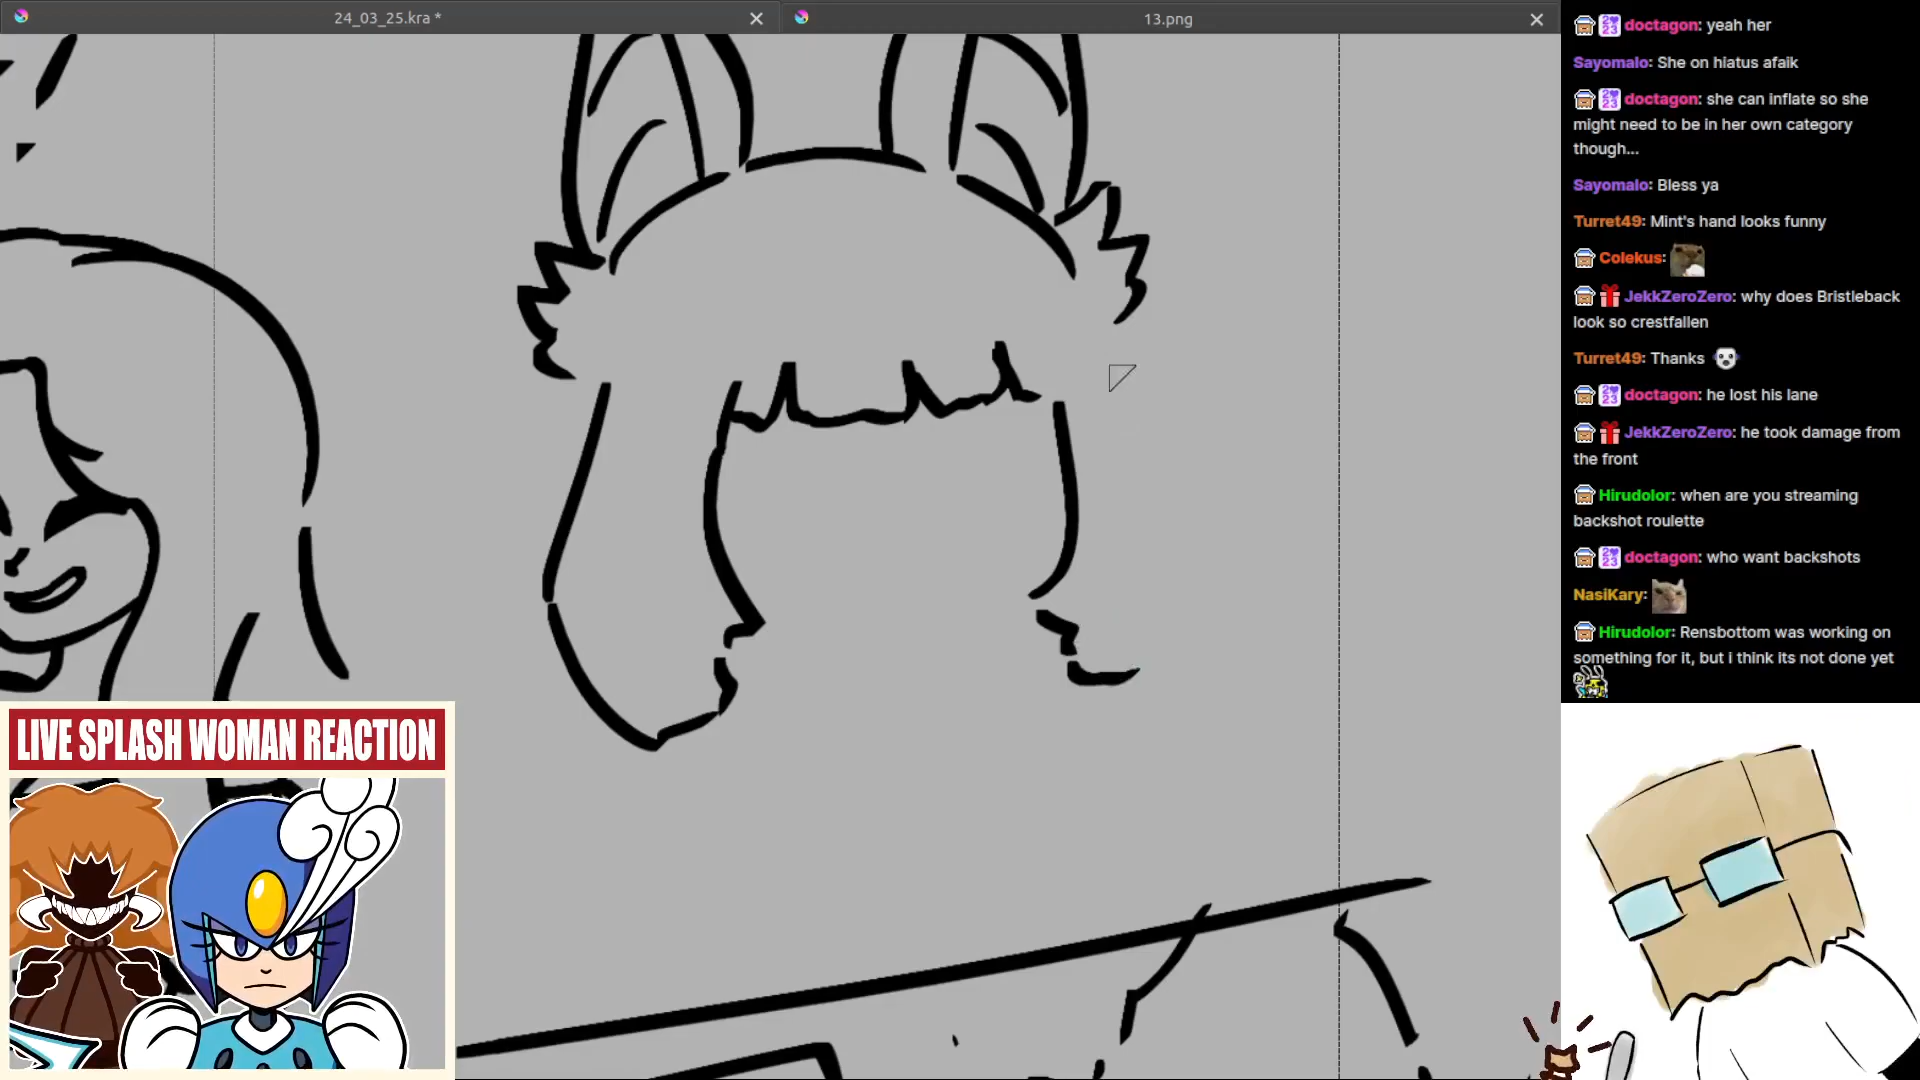 24_03_25.kra *
13.png
doctagon: yeah her
Sayomalo: She on hiatus afaik
doctagon: she can inflate so she
might need to be in her own category
though...
Sayomalo: Bless ya
Turret49: Mint's hand looks funny
Colekus:
JekkZeroZero: why does Bristleback
look so crestfallen
Turret49: Thanks
doctagon: he lost his lane
JekkZeroZero: he took damage from
the front
Hirudolor: when are you streaming
backshot roulette
doctagon: who want backshots
NasiKary:
Hirudolor: Rensbottom was working on
something for it, but i think its not done yet
LIVE SPLASH WOMAN REACTION